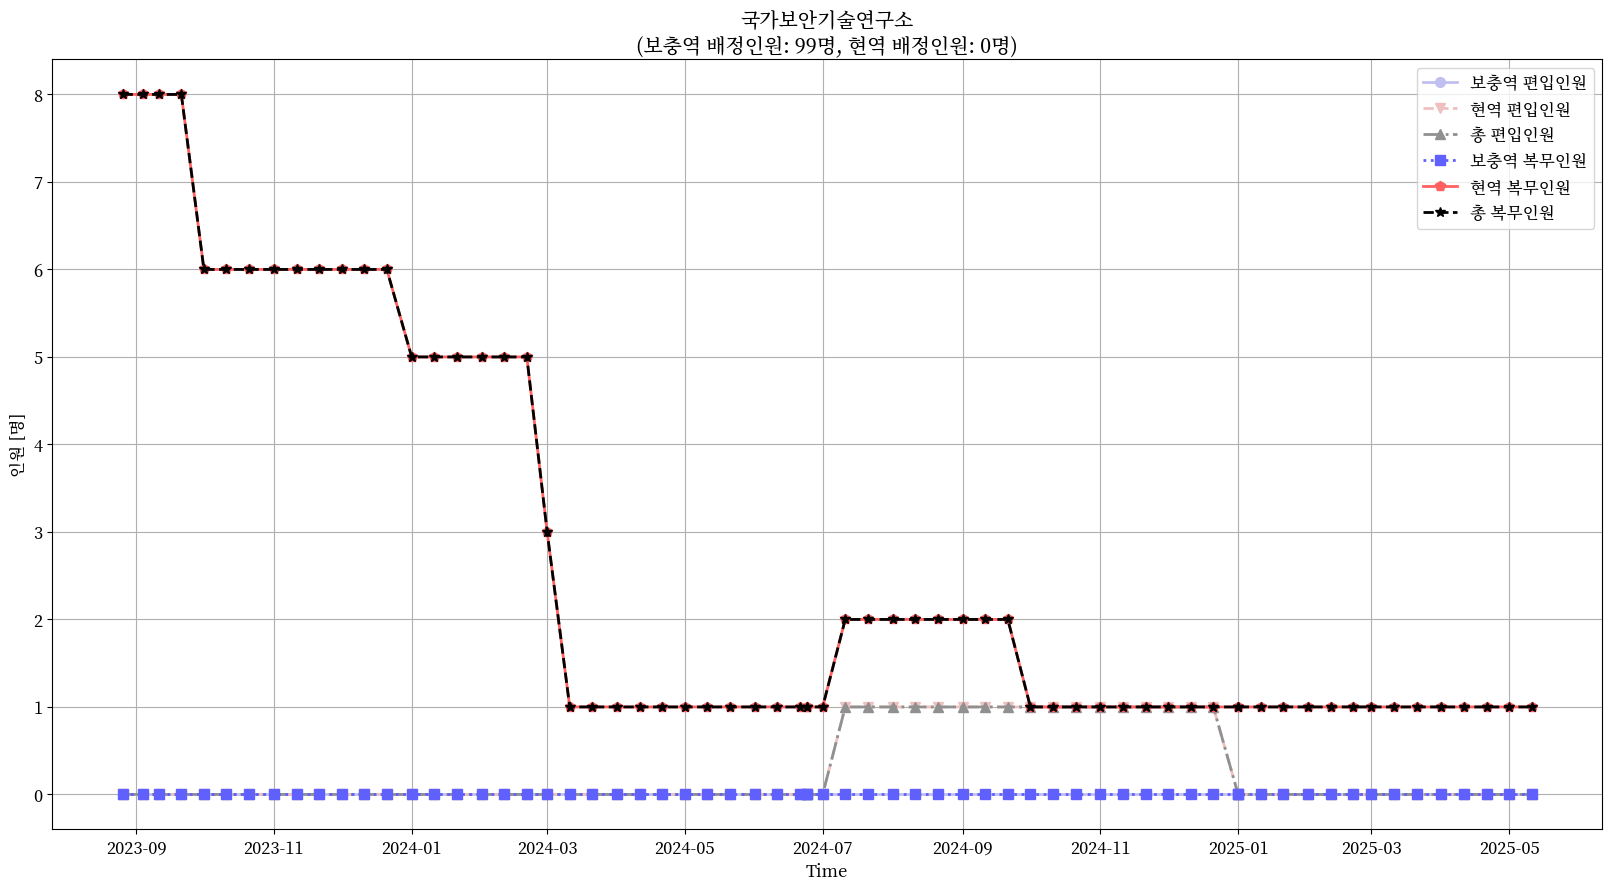 국가보안기술연구소
(보충역 배정인원: 99명, 현역 배정인원: 0명)
보충역 편입인원
현역 편입인원
총 편입인원
보충역 복무인원
현역 복무인원
총 복무인원
인원 [명]
8
7
6
5
4
3
2
1
0
2023-09 2023-11 2024-01 2024-03 2024-05 2024-07 2024-09 2024-11 2025-01 2025-03 2025-05
Time